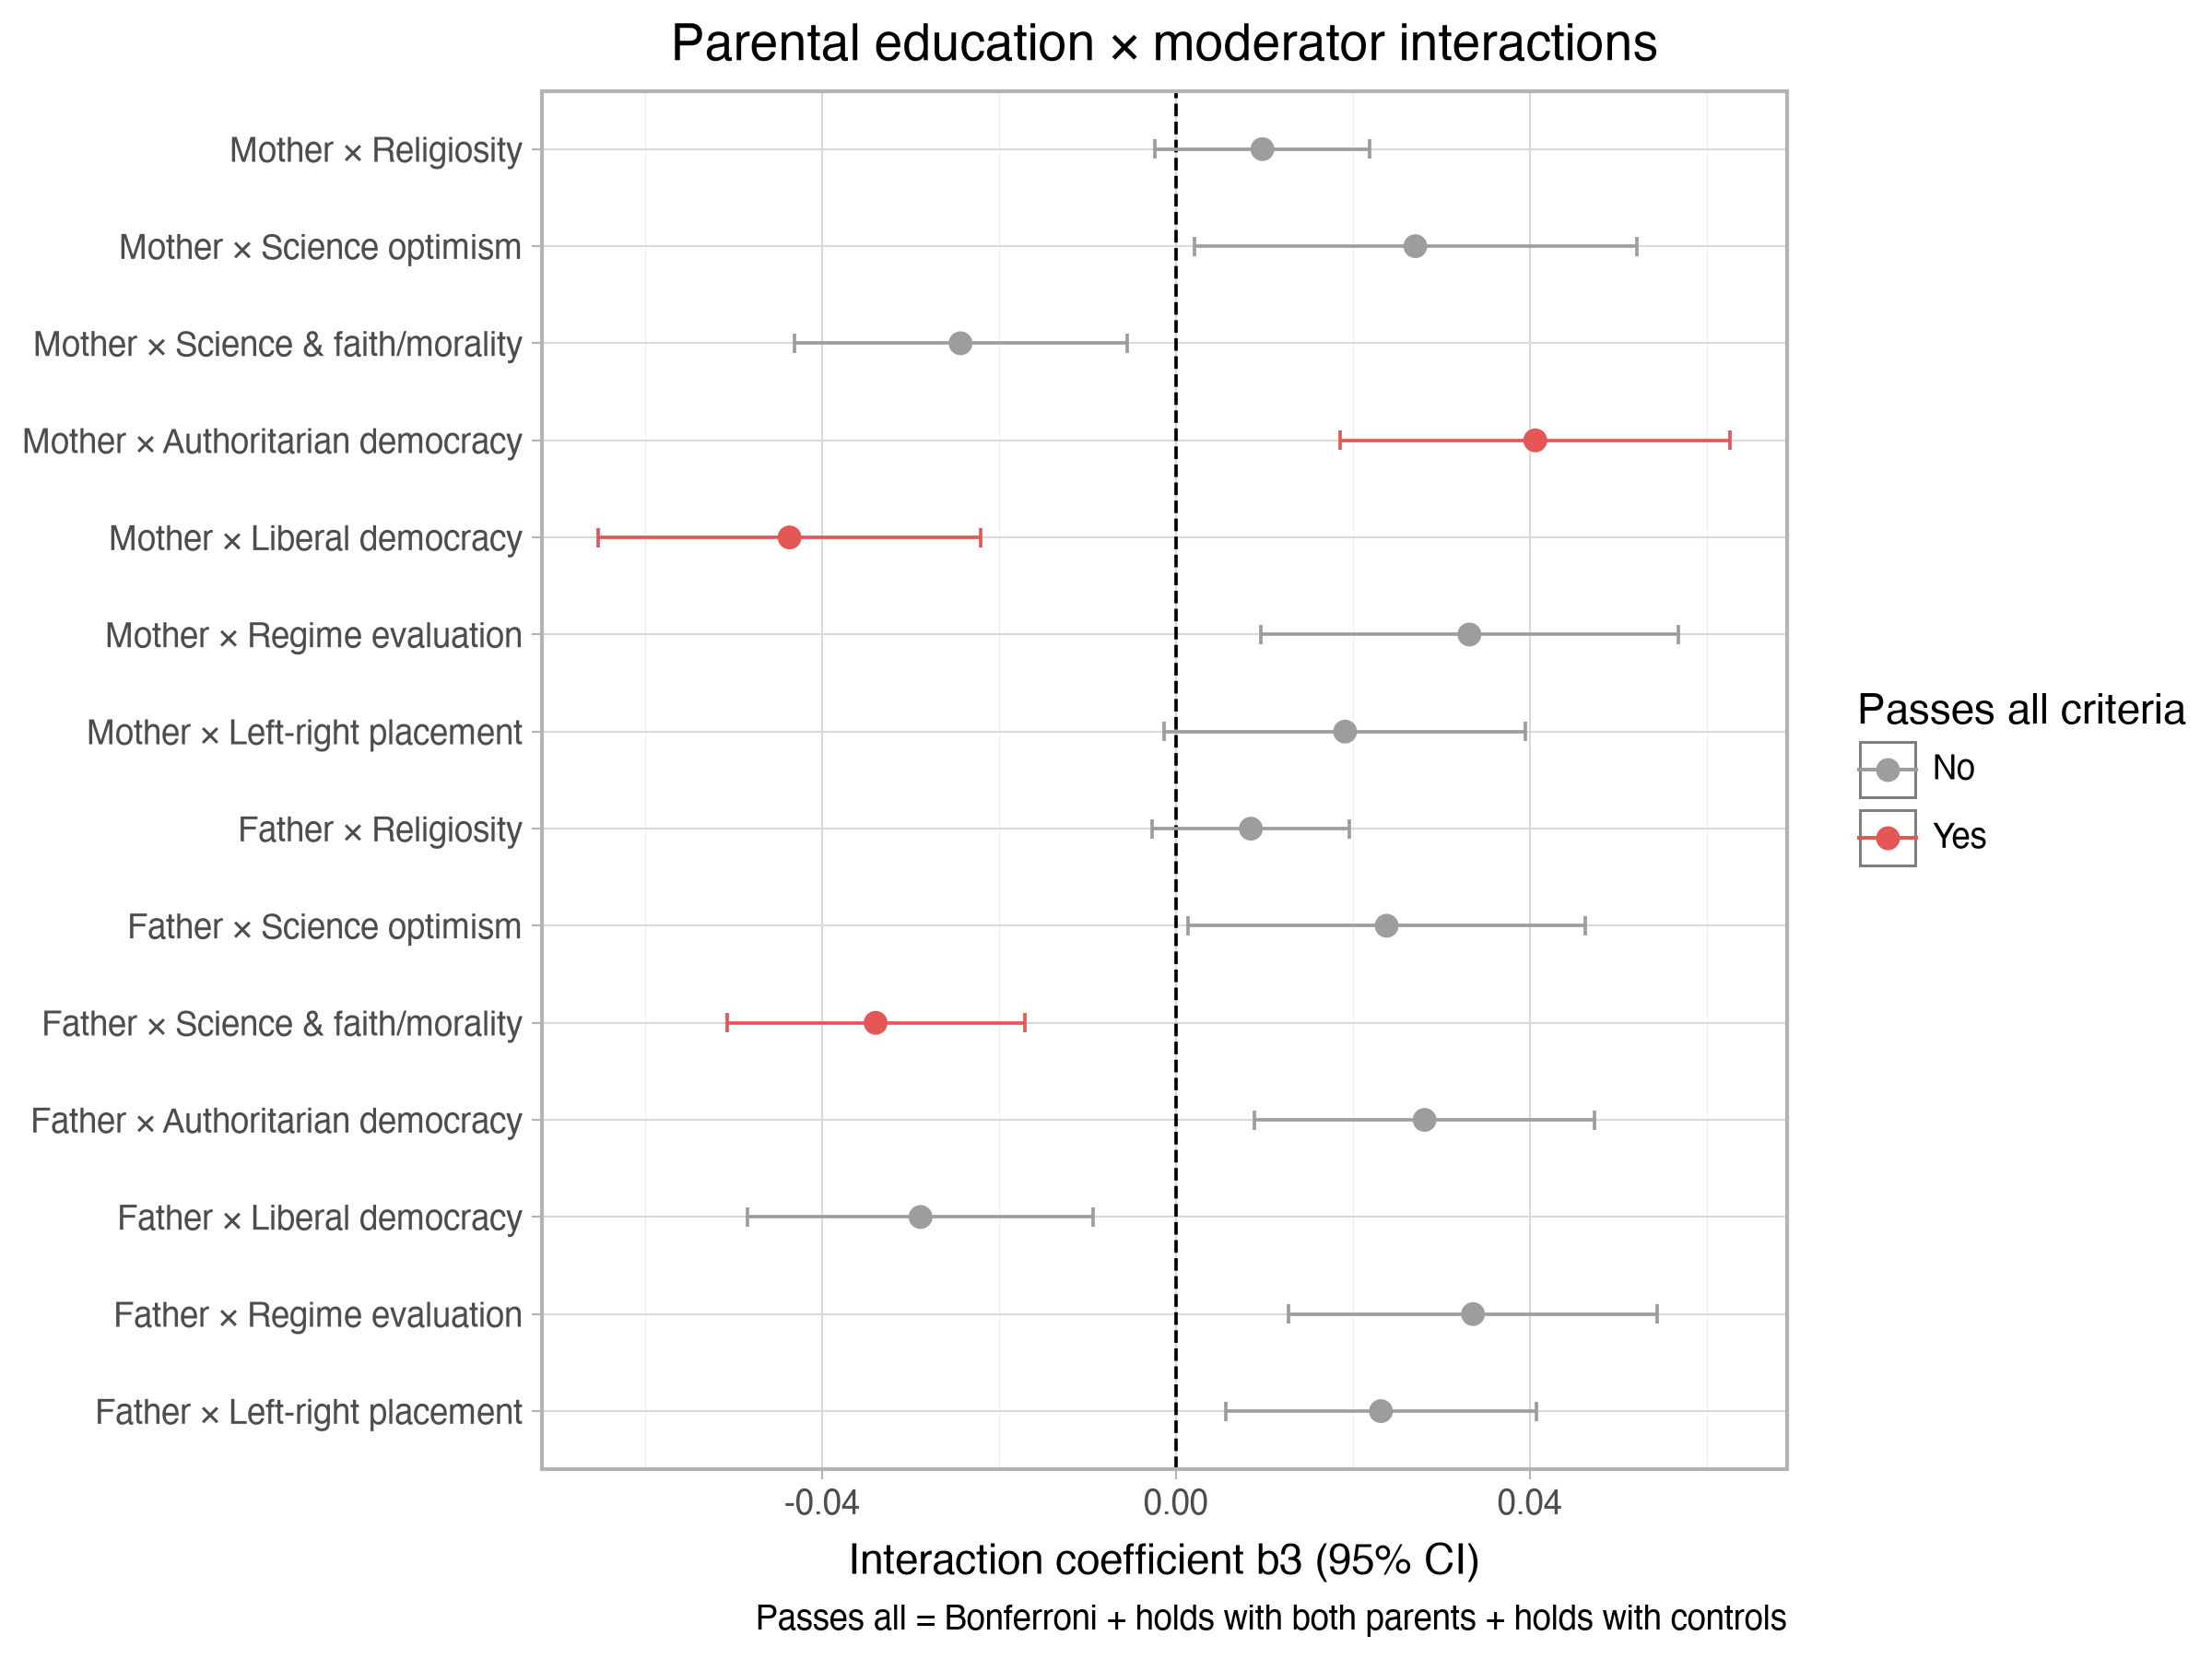 Parental education × moderator interactions
Mother × Religiosity
Mother × Science optimism
Mother × Science & faith/morality
Mother × Authoritarian democracy
Mother × Liberal democracy
Mother × Regime evaluation
Mother × Left-right placement
Father × Religiosity
Father × Science optimism
Father × Science & faith/morality
Father × Authoritarian democracy
Father × Liberal democracy
Father × Regime evaluation
Father × Left-right placement
-0.04 0.00 0.04
Interaction coefficient b3 (95% CI)
Passes all = Bonferroni + holds with both parents + holds with controls
Passes all criteria
No
Yes